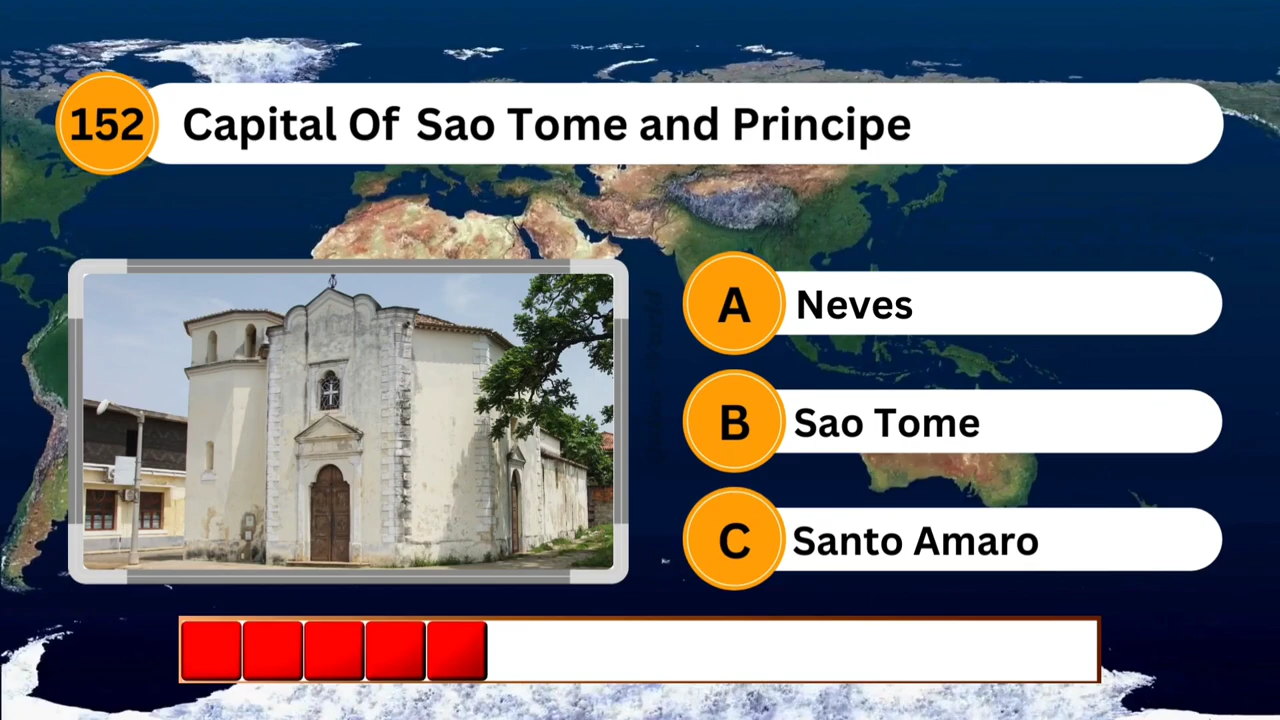 152
Capital Of Sao Tome and Principe
A
Neves
B
Sao Tome
C
Santo Amaro